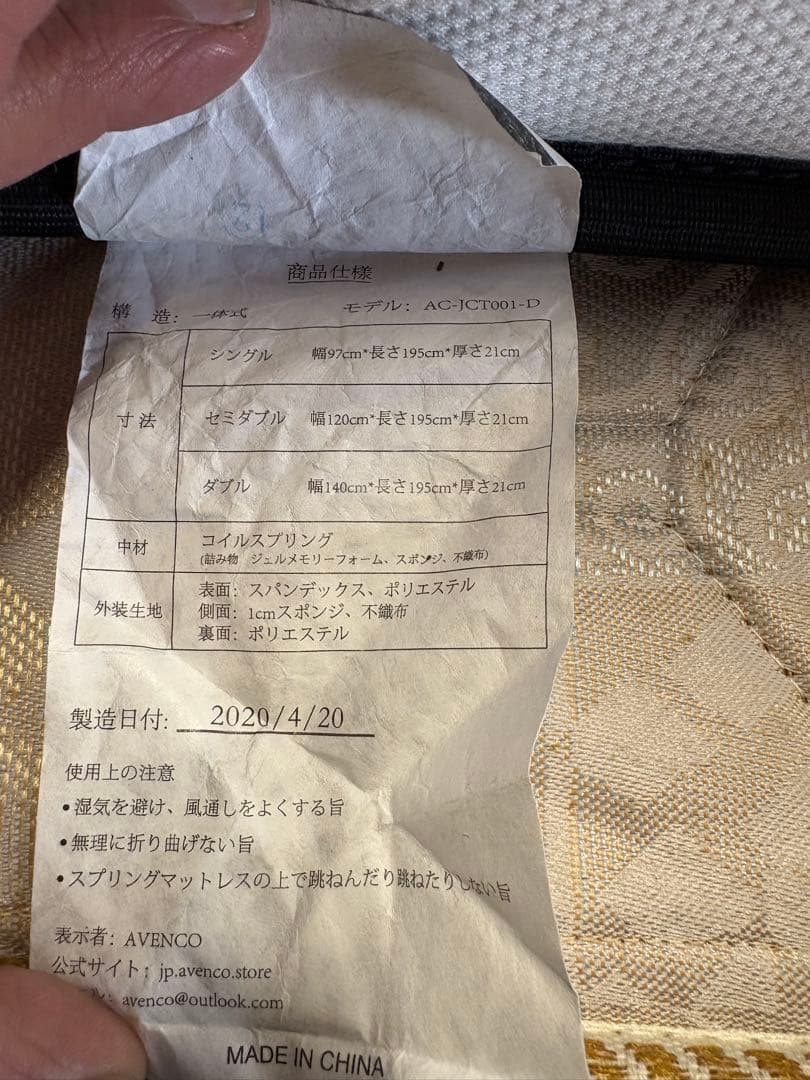 商品仕様
構 造: 一体式 モデル: AC-JCT001-D
寸法
シングル 幅97cm*長さ195cm*厚さ21cm
セミダブル 幅120cm*長さ195cm*厚さ21cm
ダブル 幅140cm*長さ195cm*厚さ21cm
中材 コイルスプリング
(詰み物 ジェルメモリーフォーム、スポンジ、不織布)
外装生地
表面: スパンデックス、ポリエステル
側面: 1cmスポンジ、不織布
裏面: ポリエステル
製造日付: 2020/4/20
使用上の注意
•湿気を避け、風通しをよくする旨
•無理に折り曲げない旨
•スプリングマットレスの上で跳ねんだり跳ねたりしない旨
表示者: AVENCO
公式サイト: jp.avenco.store
ル: avenco@outlook.com
MADE IN CHINA